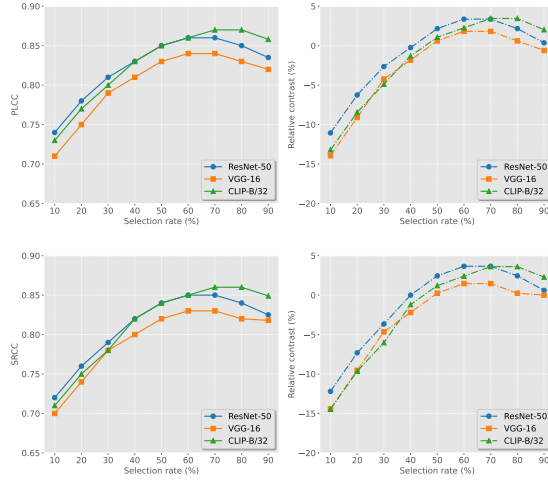 0.90
0.85
0.80
0.75
0.70
0.65
PLCC
10 20 30 40 50 60 70 80 90
Selection rate (%)
ResNet-50
VGG-16
CLIP-B/32
5
0
−5
−10
−15
−20
Relative contrast (%)
10 20 30 40 50 60 70 80 90
Selection rate (%)
ResNet-50
VGG-16
CLIP-B/32
0.90
0.85
0.80
0.75
0.70
0.65
SRCC
10 20 30 40 50 60 70 80 90
Selection rate (%)
ResNet-50
VGG-16
CLIP-B/32
5
0
−5
−10
−15
−20
Relative contrast (%)
10 20 30 40 50 60 70 80 90
Selection rate (%)
ResNet-50
VGG-16
CLIP-B/32